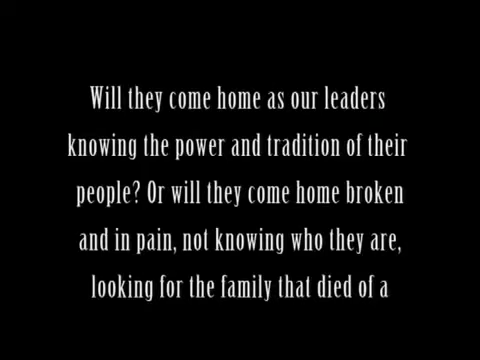 Will they come home as our leaders
knowing the power and tradition of their
people? Or will they come home broken
and in pain, not knowing who they are,
looking for the family that died of a